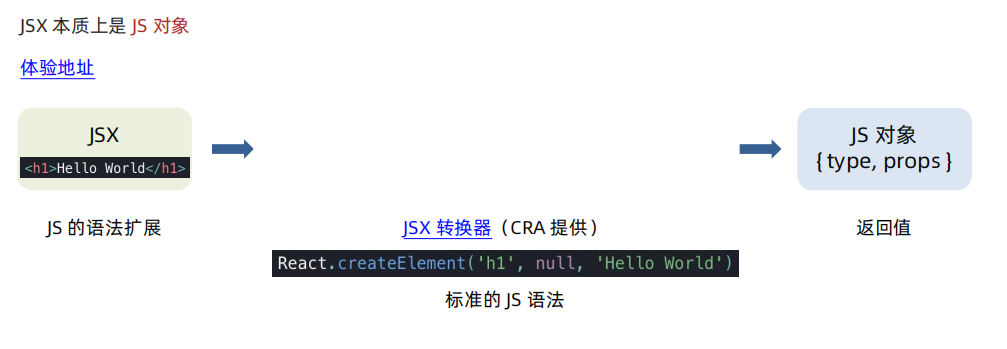 JSX 本质上是 JS 对象
体验地址
JSX
<h1>Hello World</h1>
JS 的语法扩展
JSX 转换器（CRA 提供）
React.createElement('h1', null, 'Hello World')
标准的 JS 语法
JS 对象
{ type, props }
返回值